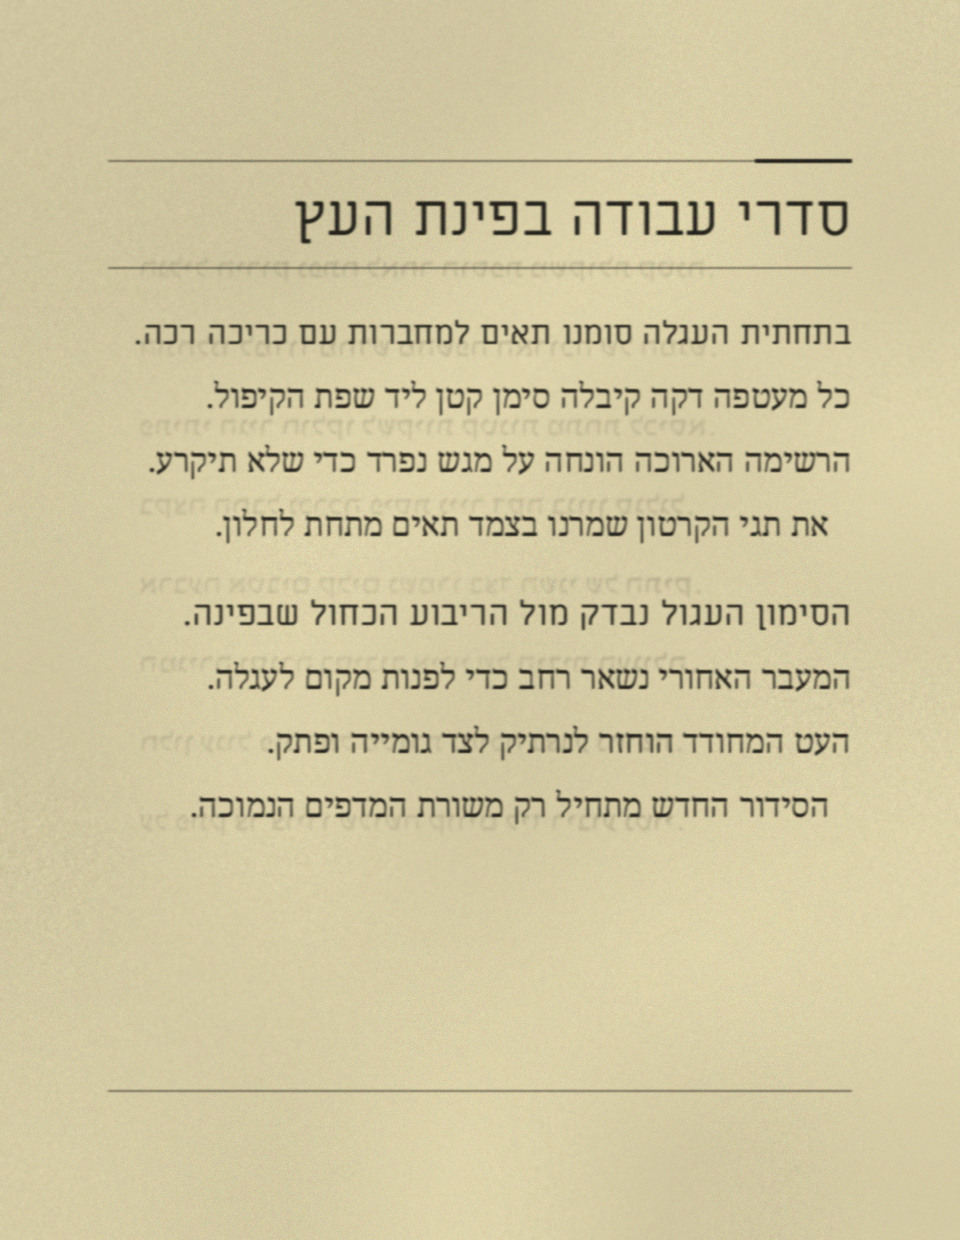 סדרי עבודה בפינת העץ
בתחתית העגלה סומנו תאים למחברות עם כריכה רכה.
כל מעטפה דקה קיבלה סימן קטן ליד שפת הקיפול.
הרשימה הארוכה הונחה על מגש נפרד כדי שלא תיקרע.
את תגי הקרטון שמרנו בצמד תאים מתחת לחלון.
הסימון העגול נבדק מול הריבוע הכחול שבפינה.
המעבר האחורי נשאר רחב כדי לפנות מקום לעגלה.
העט המחודד הוחזר לנרתיק לצד גומייה ופתק.
הסידור החדש מתחיל רק משורת המדפים הנמוכה.